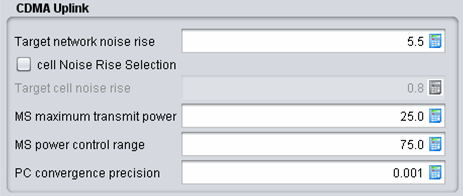 CDMA Uplink
Target network noise rise 5.5
cell Noise Rise Selection
Target cell noise rise 0.8
MS maximum transmit power 25.0
MS power control range 75.0
PC convergence precision 0.001